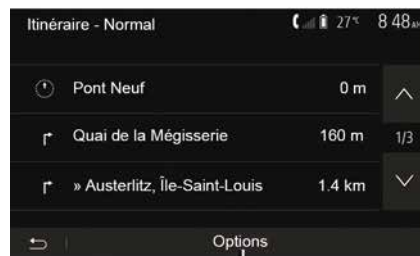 Itinéraire - Normal 27° 8 48 AM
Pont Neuf 0 m
Quai de la Mégisserie 160 m
1/3
» Austerlitz, Île-Saint-Louis 1.4 km
Options